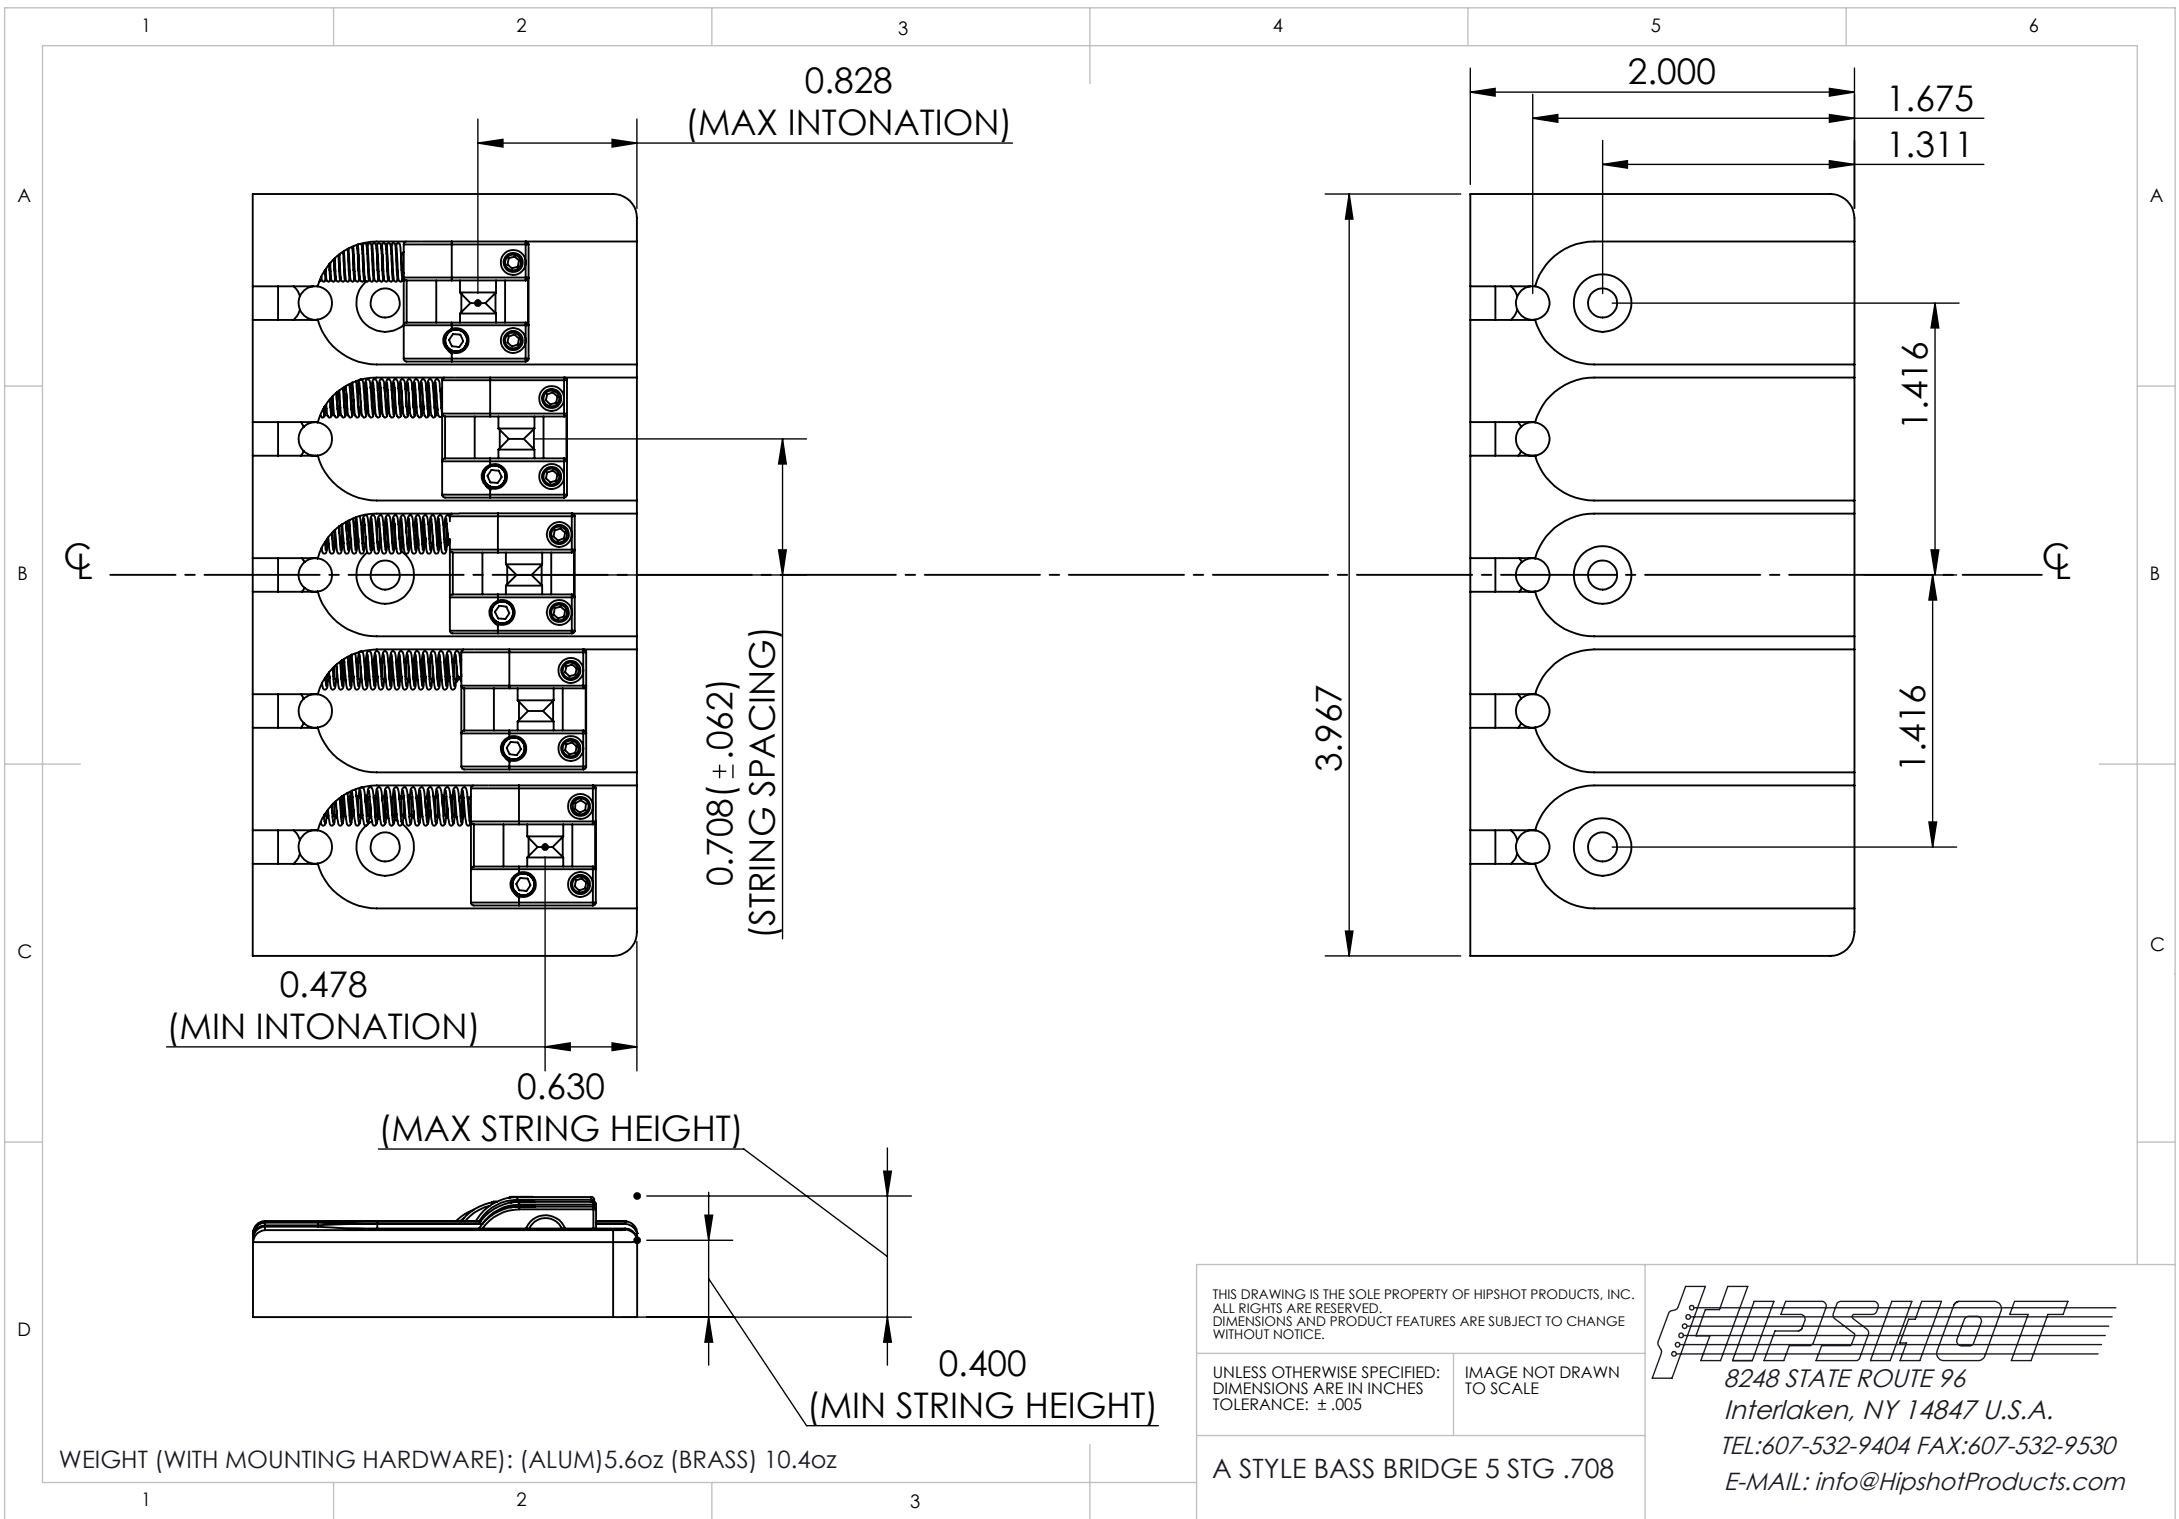 1
2
3
4
5
6
A
A
B
B
C
C
D
1
2
3
0.828
(MAX INTONATION)
2.000
1.675
1.311
1.416
1.416
3.967
℄
℄
0.708(±.062)
(STRING SPACING)
0.478
(MIN INTONATION)
0.630
(MAX STRING HEIGHT)
0.400
(MIN STRING HEIGHT)
WEIGHT (WITH MOUNTING HARDWARE): (ALUM)5.6oz (BRASS) 10.4oz
THIS DRAWING IS THE SOLE PROPERTY OF HIPSHOT PRODUCTS, INC.
ALL RIGHTS ARE RESERVED.
DIMENSIONS AND PRODUCT FEATURES ARE SUBJECT TO CHANGE
WITHOUT NOTICE.
UNLESS OTHERWISE SPECIFIED:
DIMENSIONS ARE IN INCHES
TOLERANCE: ±.005
IMAGE NOT DRAWN
TO SCALE
A STYLE BASS BRIDGE 5 STG .708
HIPSHOT
8248 STATE ROUTE 96
Interlaken, NY 14847 U.S.A.
TEL:607-532-9404 FAX:607-532-9530
E-MAIL: info@HipshotProducts.com